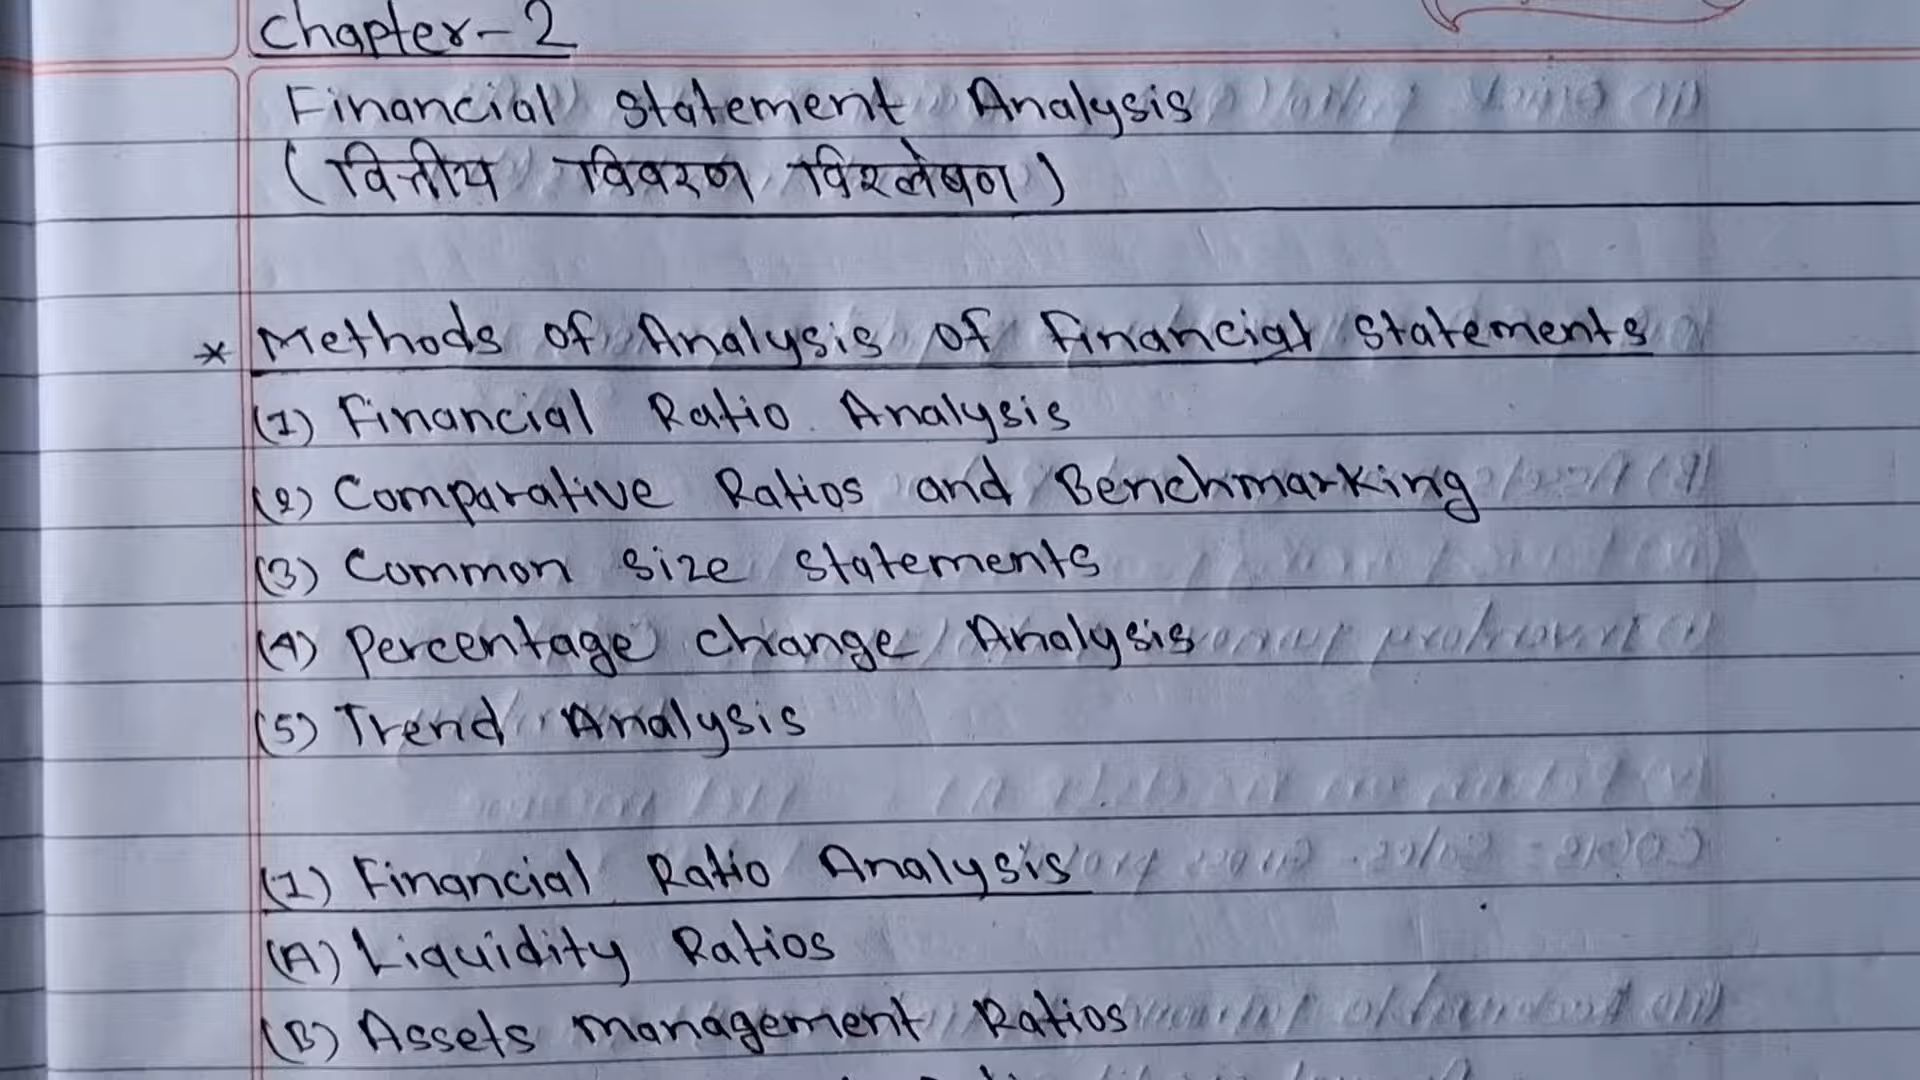 Chapter-2
Financial Statement Analysis
(वित्तीय विवरण विश्लेषण)
* Methods of Analysis of Financial Statements
(1) Financial Ratio Analysis
(2) Comparative Ratios and Benchmarking
(3) Common Size Statements
(4) Percentage Change Analysis
(5) Trend Analysis
(1) Financial Ratio Analysis
(A) Liquidity Ratios
(B) Assets Management Ratios